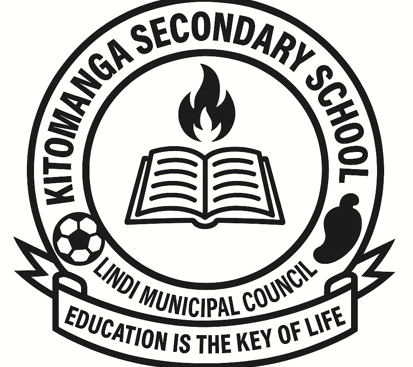 KITOMANGA SECONDARY SCHOOL
LINDI MUNICIPAL COUNCIL
EDUCATION IS THE KEY OF LIFE